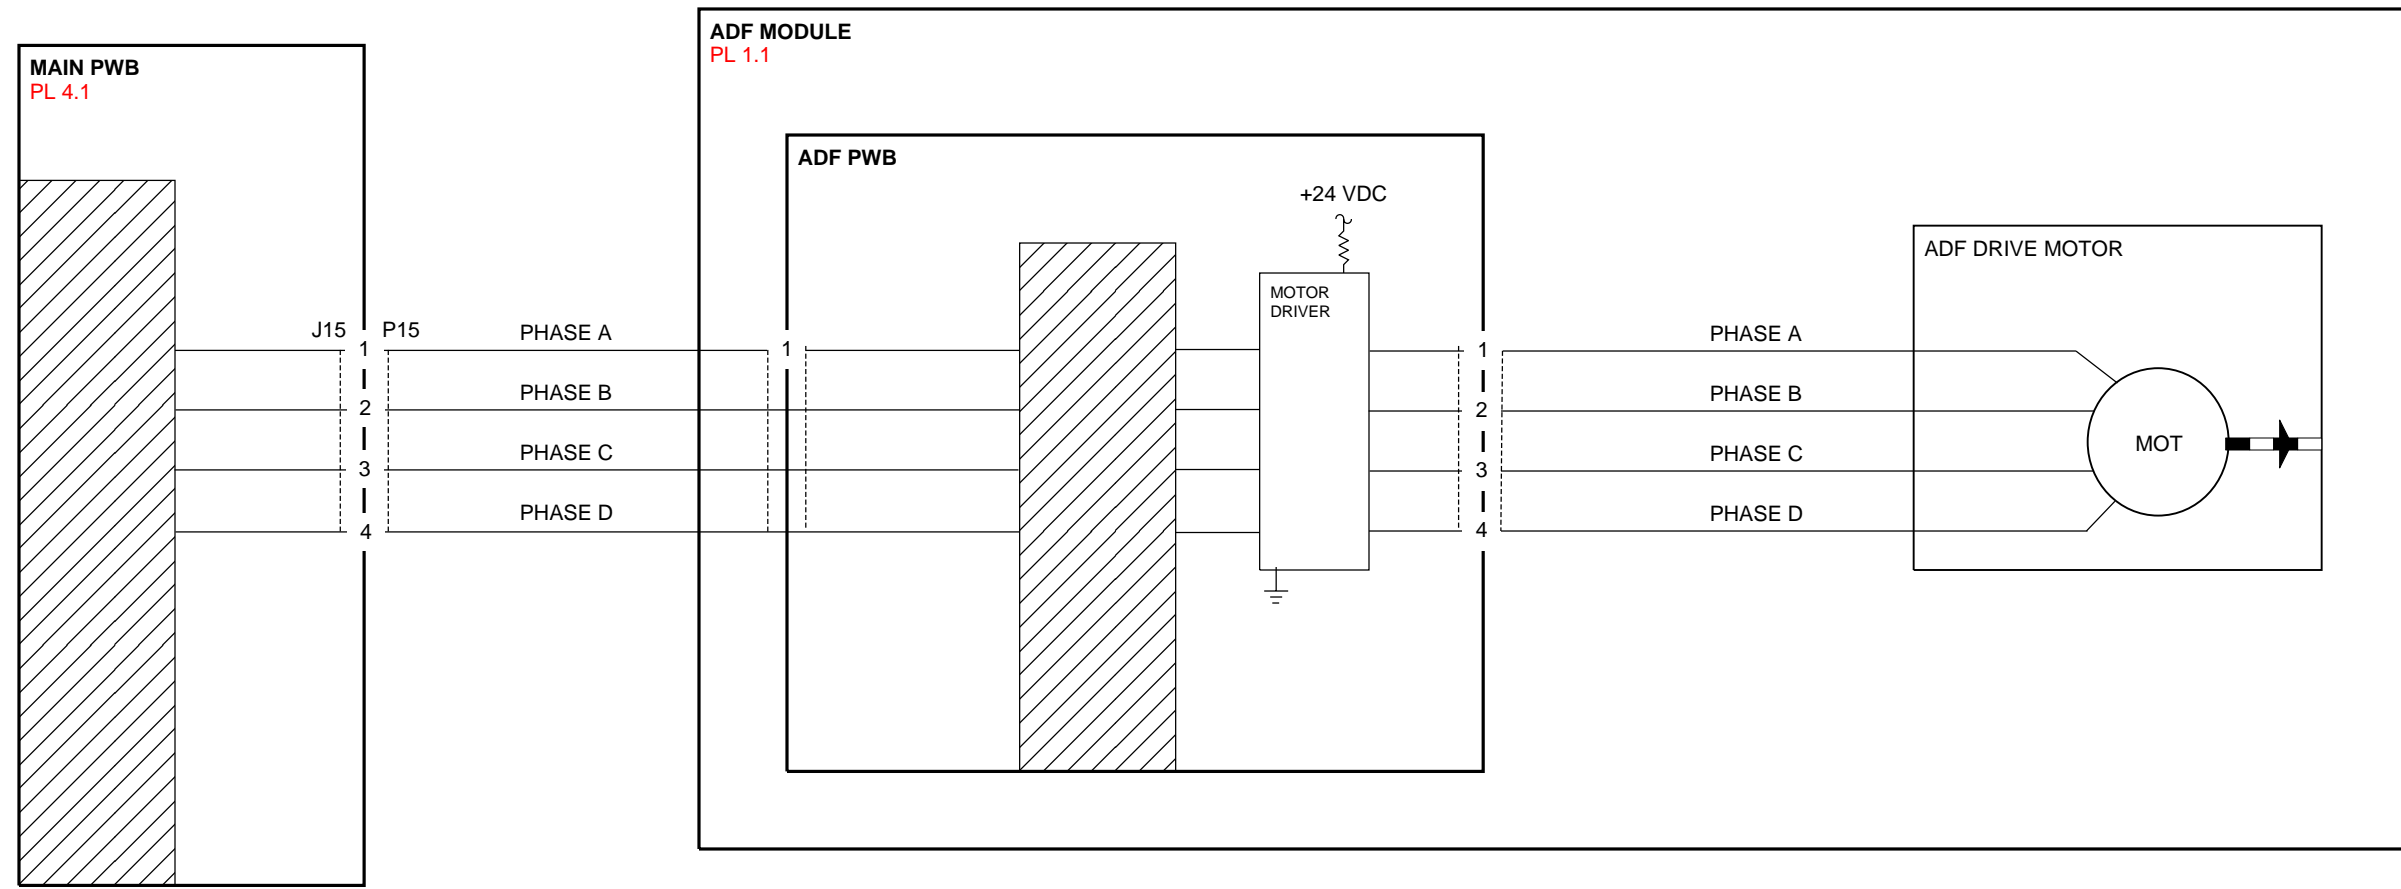 ADF MODULE
PL 1.1
MAIN PWB
PL 4.1
ADF PWB
+24 VDC
ADF DRIVE MOTOR
MOTOR
DRIVER
J15 P15
PHASE A
PHASE A
1
1
1
PHASE B
PHASE B
2
2
PHASE C
PHASE C
MOT
3
3
PHASE D
PHASE D
4
4